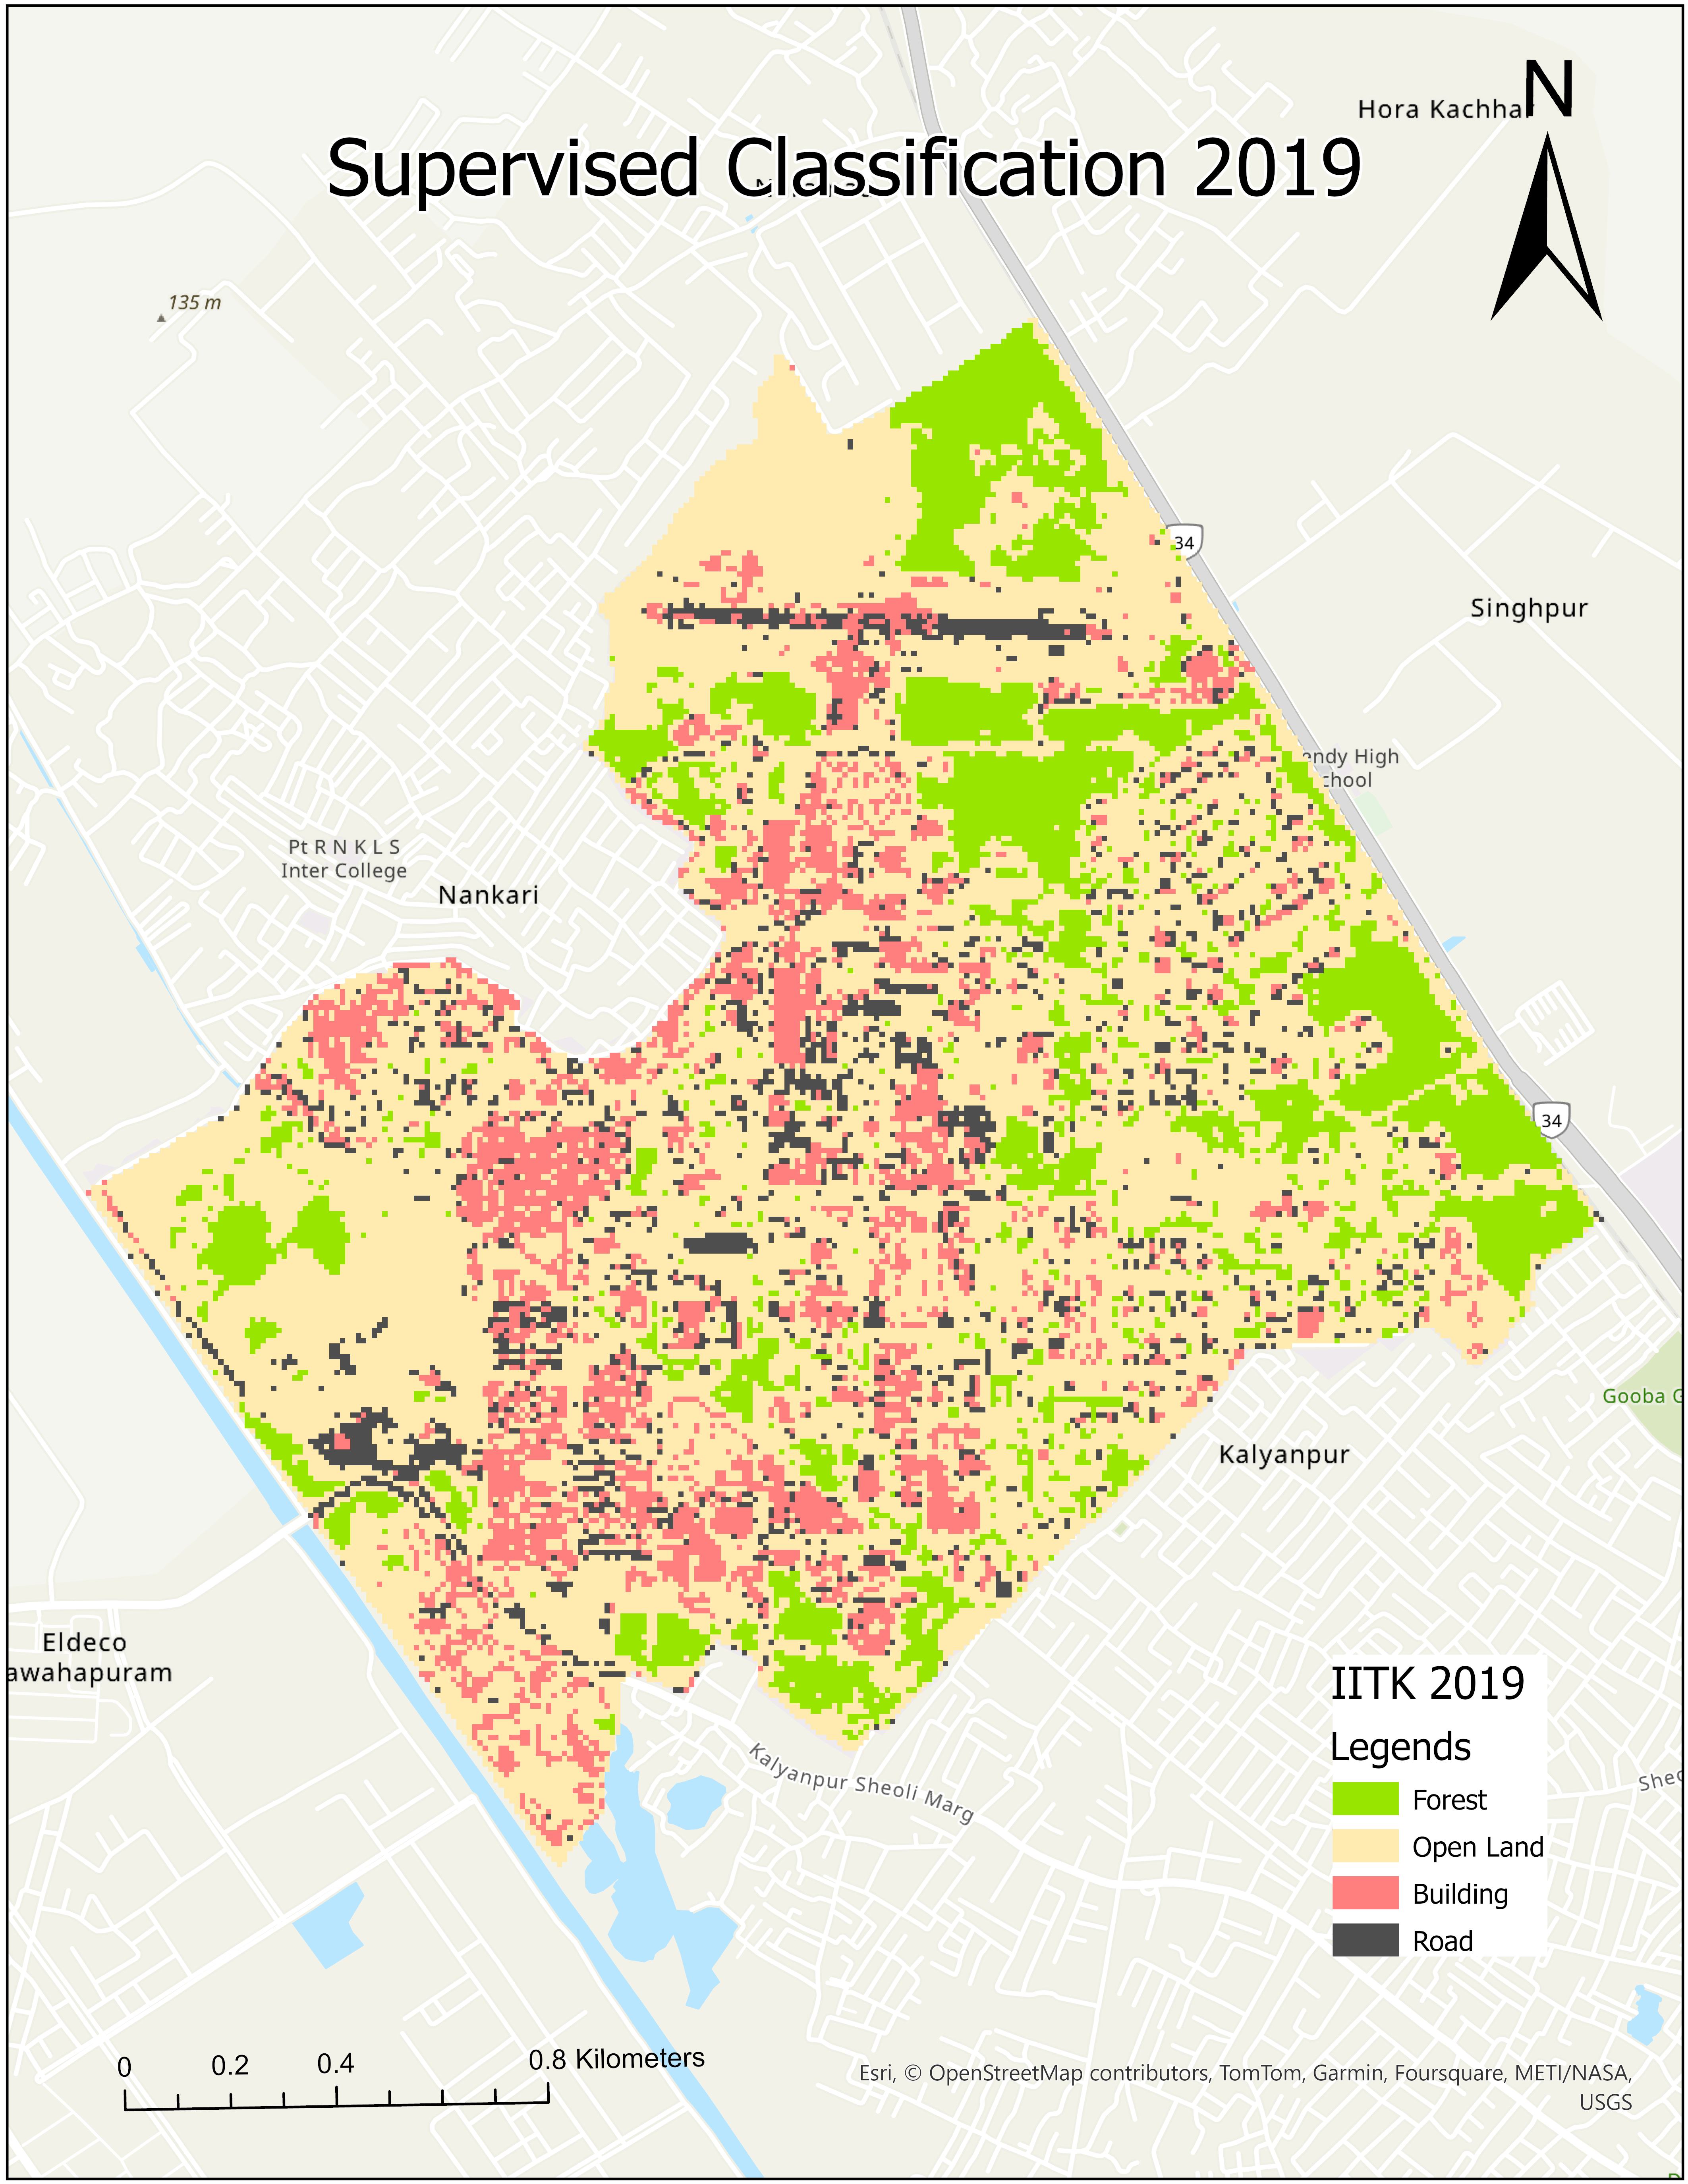 Hora Kachhar
N
Supervised Classification 2019
135 m
34
Singhpur
endy High
chool
Pt R N K L S
Inter College
Nankari
34
Gooba G
Kalyanpur
Eldeco
awahapuram
IITK 2019
Legends
Kalyanpur Sheoli Marg
Sheo
Forest
Open Land
Building
Road
0 0.2 0.4 0.8 Kilometers
Esri, © OpenStreetMap contributors, TomTom, Garmin, Foursquare, METI/NASA,
USGS